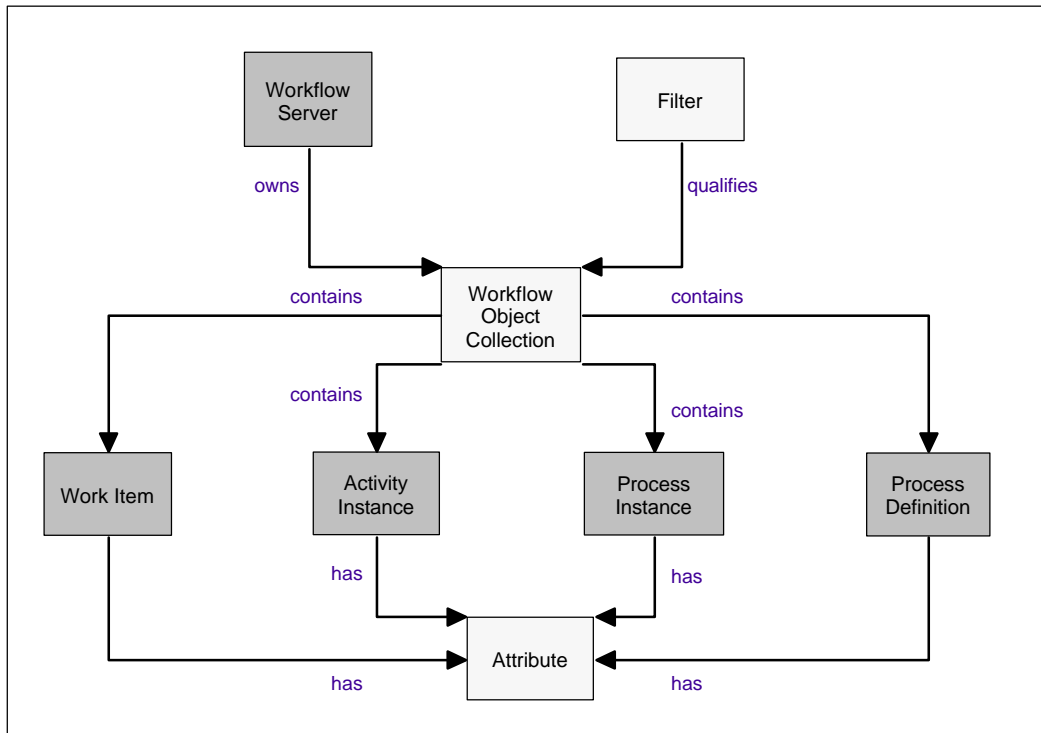 Workflow
Server
Filter
owns
qualifies
Workflow
Object
Collection
contains
contains
contains
contains
Work Item
Activity
Instance
Process
Instance
Process
Definition
has
has
Attribute
has
has